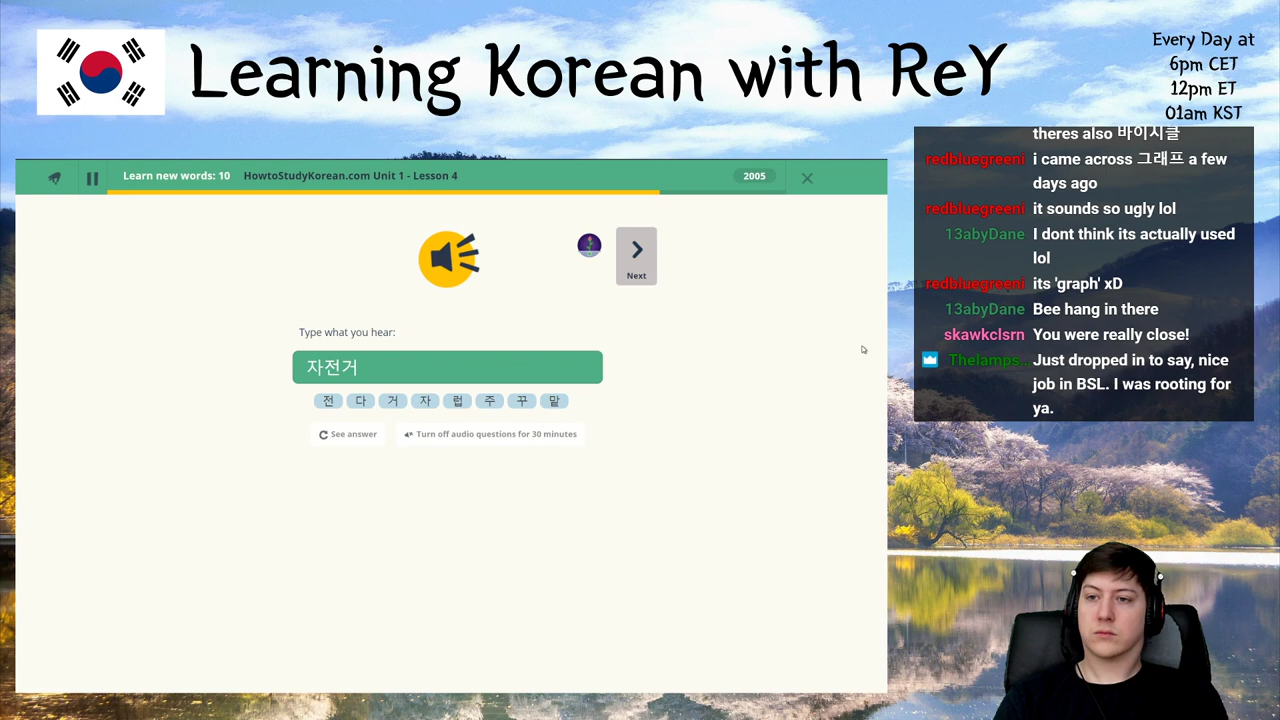 Learning Korean with ReY
Every Day at
6pm CET
12pm ET
01am KST
Learn new words: 10 HowtoStudyKorean.com Unit 1 - Lesson 4 2005
Next
Type what you hear:
자전거
전 다 거 자 럽 주 꾸 맡
See answer Turn off audio questions for 30 minutes
theres also 바이시클
redbluegreeni i came across 그래프 a few
days ago
redbluegreeni it sounds so ugly lol
13abyDane I dont think its actually used
lol
redbluegreeni its 'graph' xD
13abyDane Bee hang in there
skawkclsrn You were really close!
Thelamps... Just dropped in to say, nice
job in BSL. I was rooting for
ya.